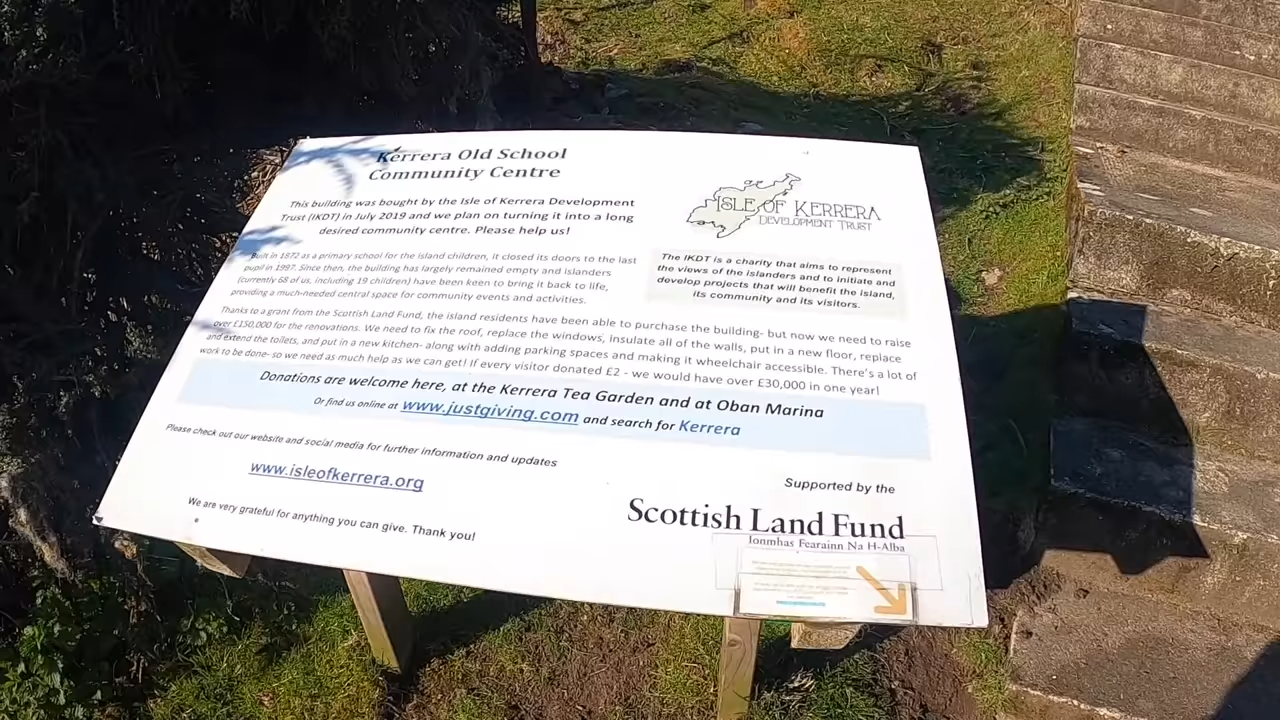 Kerrera Old School
Community Centre
This building was bought by the Isle of Kerrera Development
Trust (IKDT) in July 2019 and we plan on turning it into a long
desired community centre. Please help us!
Built in 1872 as a primary school for the island children, it closed its doors to the last
pupil in 1997. Since then, the building has largely remained empty and islanders
(currently 68 of us, including 19 children) have been keen to bring it back to life,
providing a much-needed central space for community events and activities.
ISLE OF KERRERA
DEVELOPMENT TRUST
The IKDT is a charity that aims to represent
the views of the islanders and to initiate and
develop projects that will benefit the island,
its community and its visitors.
Thanks to a grant from the Scottish Land Fund, the island residents have been able to purchase the building- but now we need to raise
over £150,000 for the renovations. We need to fix the roof, replace the windows, insulate all of the walls, put in a new floor, replace
and extend the toilets, and put in a new kitchen- along with adding parking spaces and making it wheelchair accessible. There's a lot of
work to be done- so we need as much help as we can get! If every visitor donated £2 - we would have over £30,000 in one year!
Donations are welcome here, at the Kerrera Tea Garden and at Oban Marina
Or find us online at www.justgiving.com and search for Kerrera
Please check out our website and social media for further information and updates
www.isleofkerrera.org
We are very grateful for anything you can give. Thank you!
Supported by the
Scottish Land Fund
Ionmhas Fearainn Na H-Alba